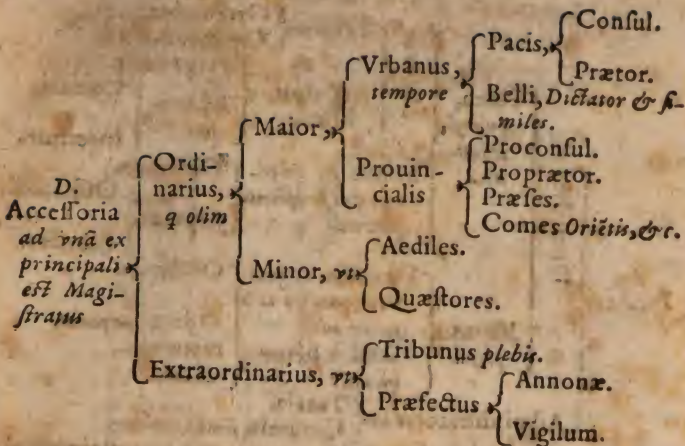 D.
Accessoria
ad vnā ex
principali
est Magi-
stratus
Ordi-
narius,
q olim
Maior,
Vrbanus,
tempore
Pacis,
Consul.
Prætor.
Belli, Dictator & si-
miles.
Prouin-
cialis
Proconsul.
Proprætor.
Præses.
Comes Oriētis, & c.
Minor, vt
Aediles.
Quæstores.
Extraordinarius, vt
Tribunus plebis.
Præfectus
Annonæ.
Vigilum.